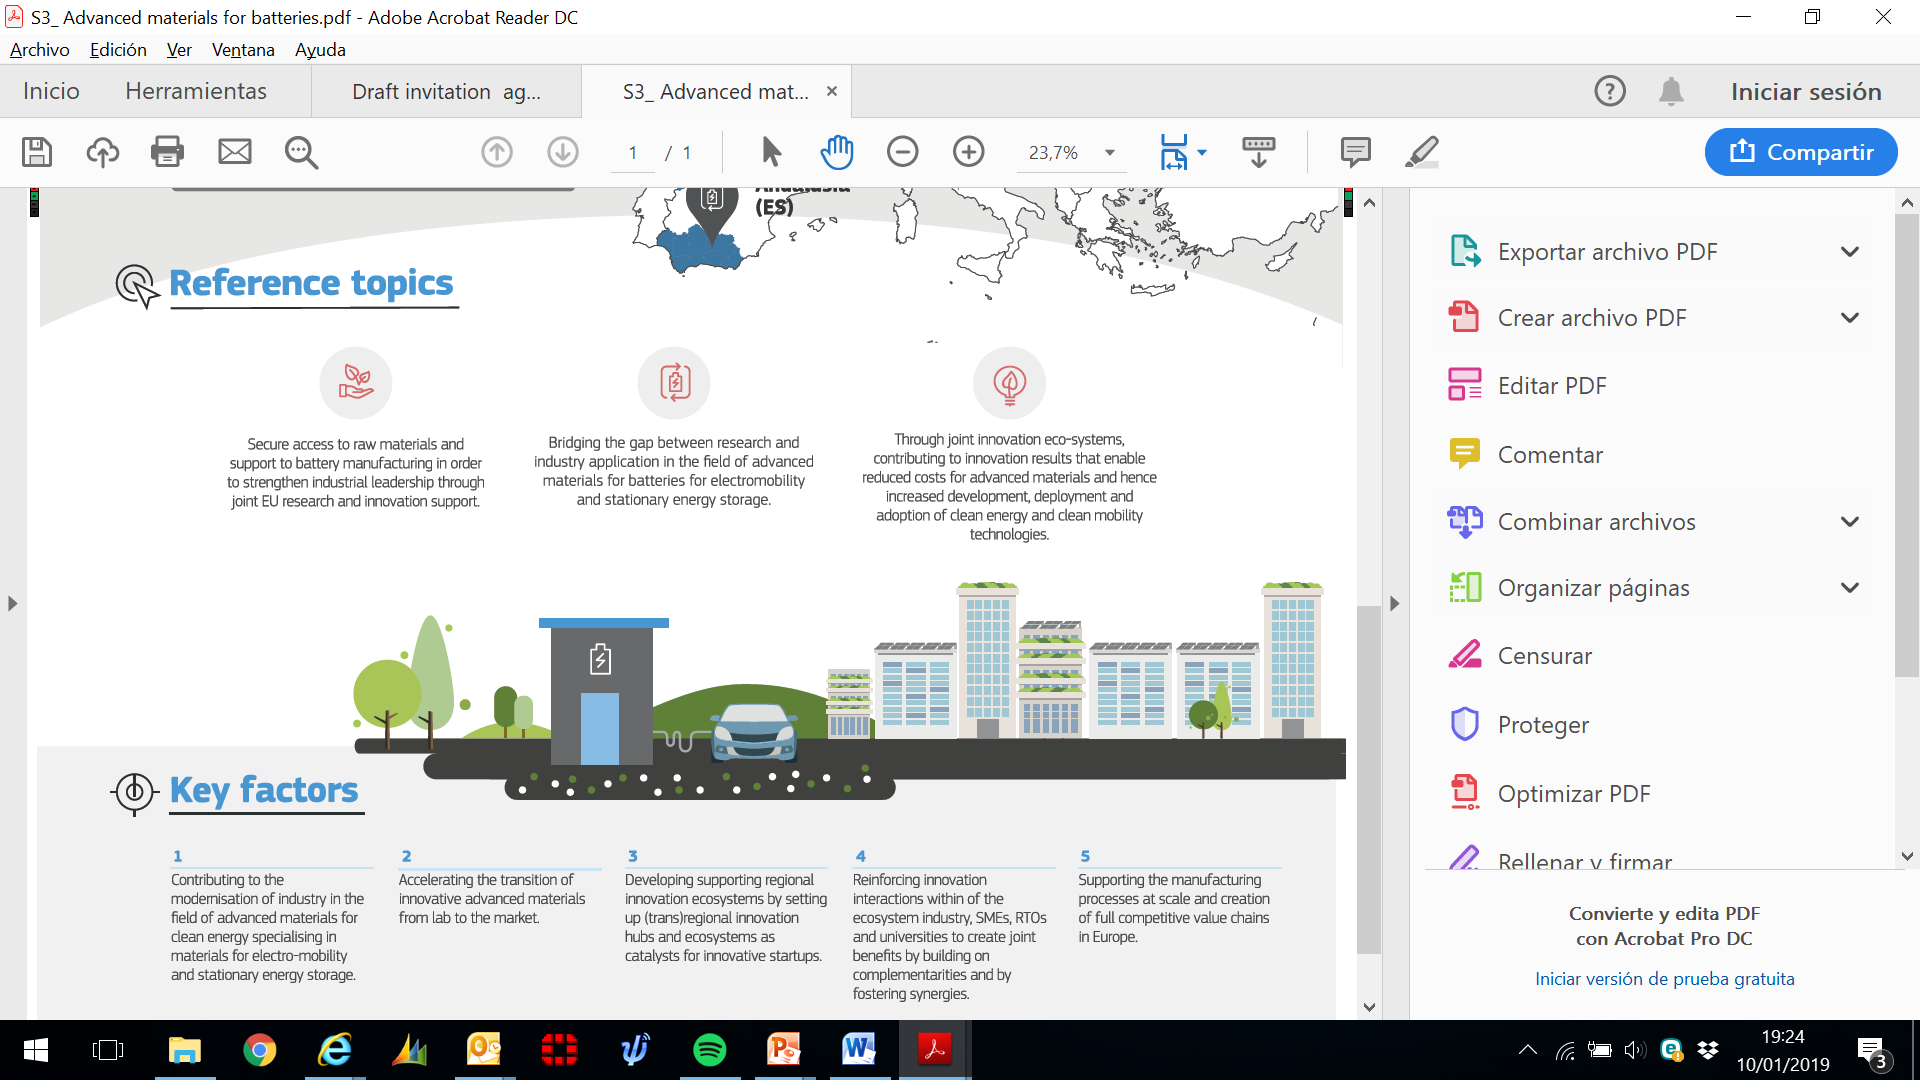 S3_ Advanced materials for batteries.pdf - Adobe Acrobat Reader DC
Archivo Edición Ver Ventana Ayuda
Inicio Herramientas Draft invitation ag... S3_ Advanced mat... × Iniciar sesión
1 / 1 23,7% Compartir
Andalusia
(ES)
Reference topics
Secure access to raw materials and
support to battery manufacturing in order
to strengthen industrial leadership through
joint EU research and innovation support.
Bridging the gap between research and
industry application in the field of advanced
materials for batteries for electromobility
and stationary energy storage.
Through joint innovation eco-systems,
contributing to innovation results that enable
reduced costs for advanced materials and hence
increased development, deployment and
adoption of clean energy and clean mobility
technologies.
Key factors
1
Contributing to the
modernisation of industry in the
field of advanced materials for
clean energy specialising in
materials for electro-mobility
and stationary energy storage.
2
Accelerating the transition of
innovative advanced materials
from lab to the market.
3
Developing supporting regional
innovation ecosystems by setting
up (trans)regional innovation
hubs and ecosystems as
catalysts for innovative startups.
4
Reinforcing innovation
interactions within of the
ecosystem industry, SMEs, RTOs
and universities to create joint
benefits by building on
complementarities and by
fostering synergies.
5
Supporting the manufacturing
processes at scale and creation
of full competitive value chains
in Europe.
Exportar archivo PDF
Crear archivo PDF
Editar PDF
Comentar
Combinar archivos
Organizar páginas
Censurar
Proteger
Optimizar PDF
Rellenar y firmar
Convierte y edita PDF
con Acrobat Pro DC
Iniciar versión de prueba gratuita
19:24
10/01/2019
3